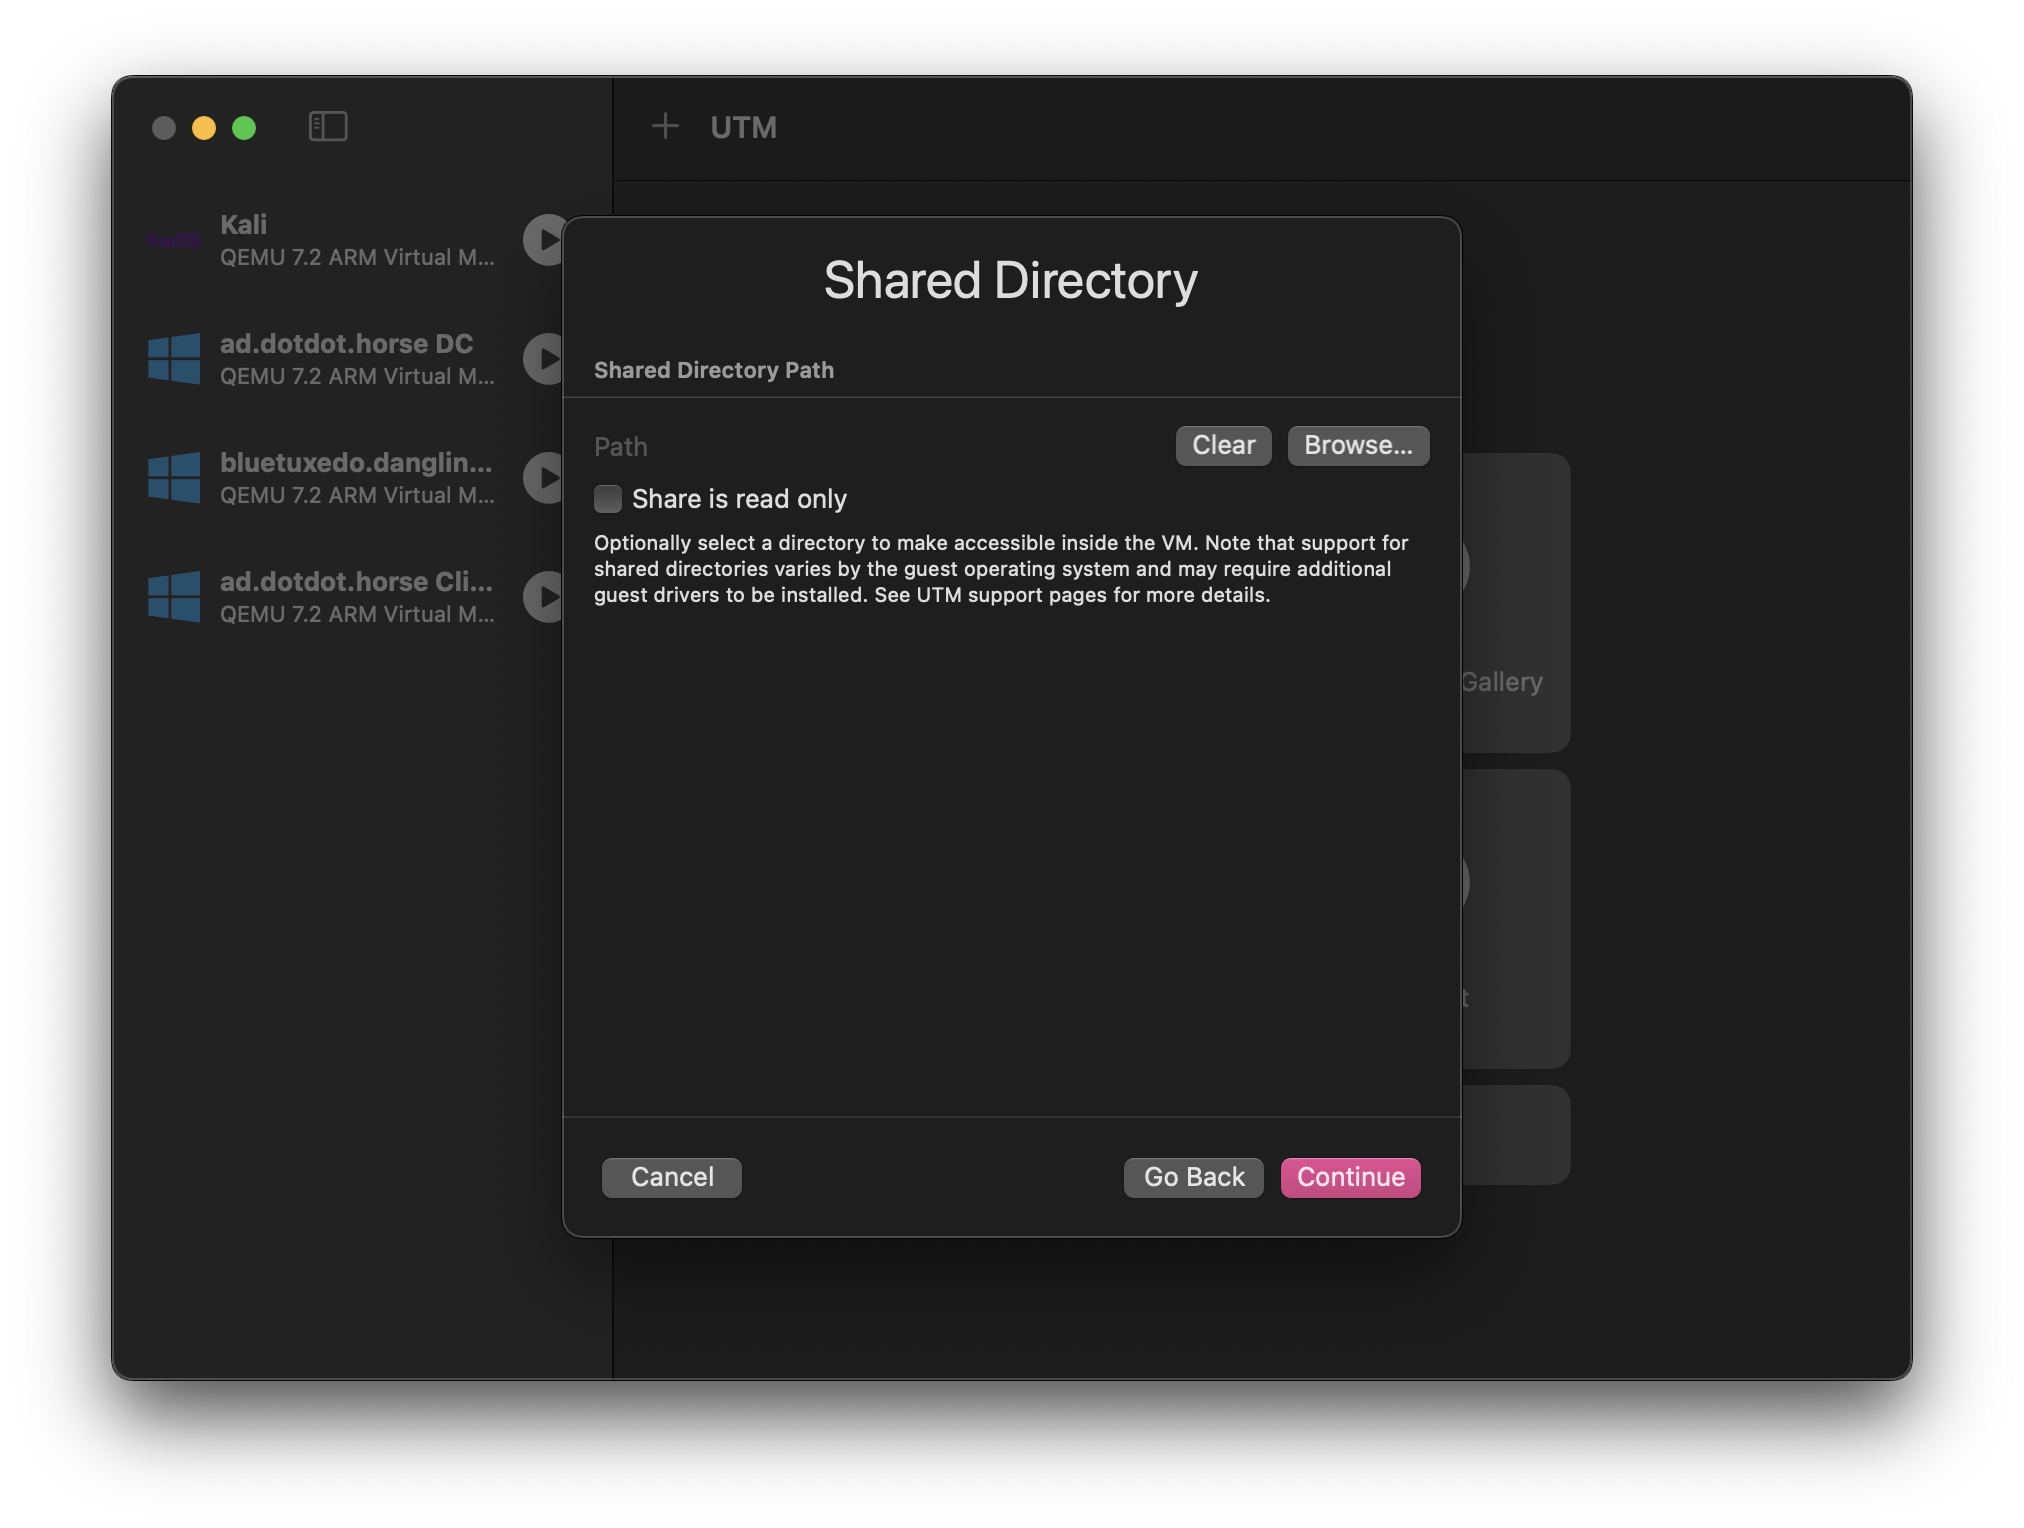 UTM
Kali
QEMU 7.2 ARM Virtual M...
ad.dotdot.horse DC
QEMU 7.2 ARM Virtual M...
bluetuxedo.danglin...
QEMU 7.2 ARM Virtual M...
ad.dotdot.horse Cli...
QEMU 7.2 ARM Virtual M...
Shared Directory
Shared Directory Path
Path
Clear
Browse...
Share is read only
Optionally select a directory to make accessible inside the VM. Note that support for
shared directories varies by the guest operating system and may require additional
guest drivers to be installed. See UTM support pages for more details.
Gallery
t
Cancel
Go Back
Continue